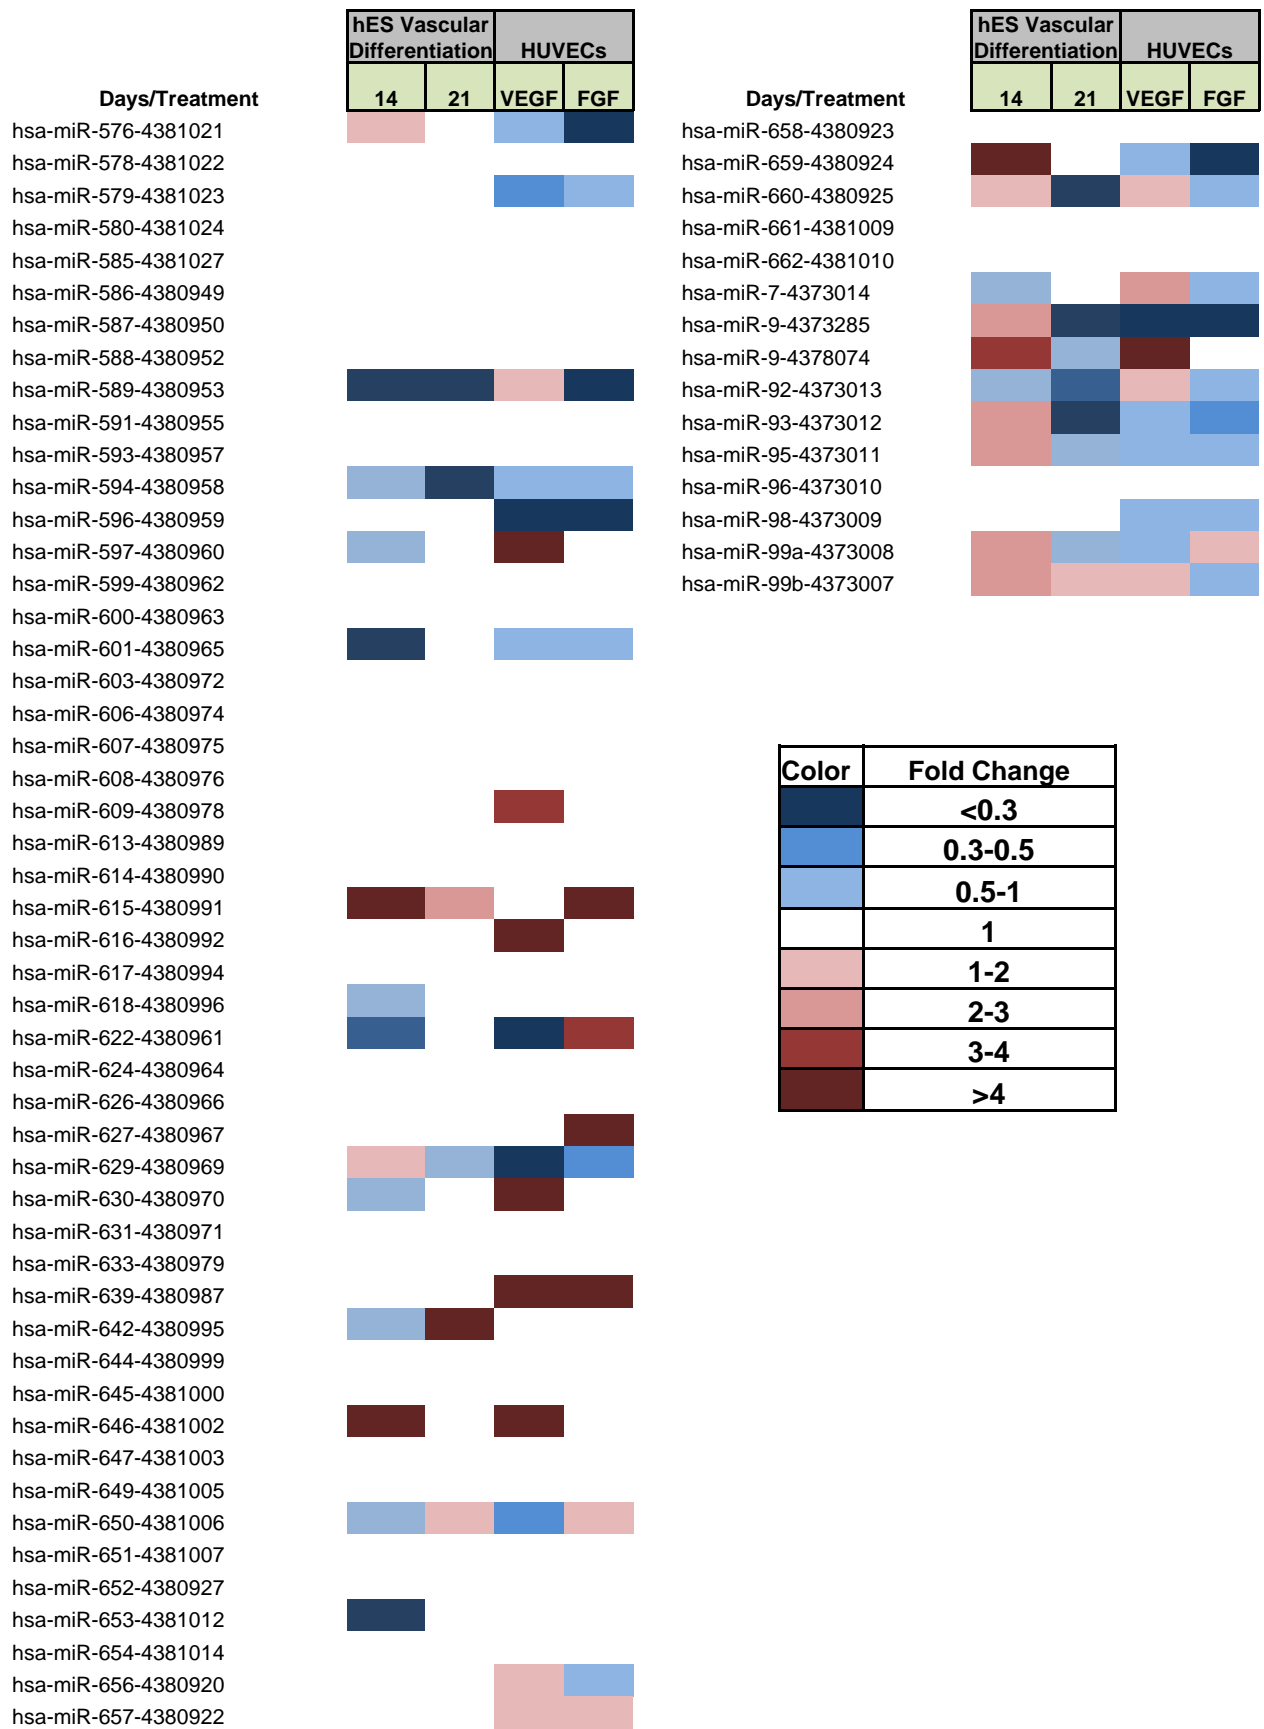 hES Vascular
Differentiation HUVECs
Days/Treatment 14 21 VEGF FGF
hsa-miR-576-4381021
hsa-miR-578-4381022
hsa-miR-579-4381023
hsa-miR-580-4381024
hsa-miR-585-4381027
hsa-miR-586-4380949
hsa-miR-587-4380950
hsa-miR-588-4380952
hsa-miR-589-4380953
hsa-miR-591-4380955
hsa-miR-593-4380957
hsa-miR-594-4380958
hsa-miR-596-4380959
hsa-miR-597-4380960
hsa-miR-599-4380962
hsa-miR-600-4380963
hsa-miR-601-4380965
hsa-miR-603-4380972
hsa-miR-606-4380974
hsa-miR-607-4380975
hsa-miR-608-4380976
hsa-miR-609-4380978
hsa-miR-613-4380989
hsa-miR-614-4380990
hsa-miR-615-4380991
hsa-miR-616-4380992
hsa-miR-617-4380994
hsa-miR-618-4380996
hsa-miR-622-4380961
hsa-miR-624-4380964
hsa-miR-626-4380966
hsa-miR-627-4380967
hsa-miR-629-4380969
hsa-miR-630-4380970
hsa-miR-631-4380971
hsa-miR-633-4380979
hsa-miR-639-4380987
hsa-miR-642-4380995
hsa-miR-644-4380999
hsa-miR-645-4381000
hsa-miR-646-4381002
hsa-miR-647-4381003
hsa-miR-649-4381005
hsa-miR-650-4381006
hsa-miR-651-4381007
hsa-miR-652-4380927
hsa-miR-653-4381012
hsa-miR-654-4381014
hsa-miR-656-4380920
hsa-miR-657-4380922
hES Vascular
Differentiation HUVECs
Days/Treatment 14 21 VEGF FGF
hsa-miR-658-4380923
hsa-miR-659-4380924
hsa-miR-660-4380925
hsa-miR-661-4381009
hsa-miR-662-4381010
hsa-miR-7-4373014
hsa-miR-9-4373285
hsa-miR-9-4378074
hsa-miR-92-4373013
hsa-miR-93-4373012
hsa-miR-95-4373011
hsa-miR-96-4373010
hsa-miR-98-4373009
hsa-miR-99a-4373008
hsa-miR-99b-4373007
Color Fold Change
<0.3
0.3-0.5
0.5-1
1
1-2
2-3
3-4
>4